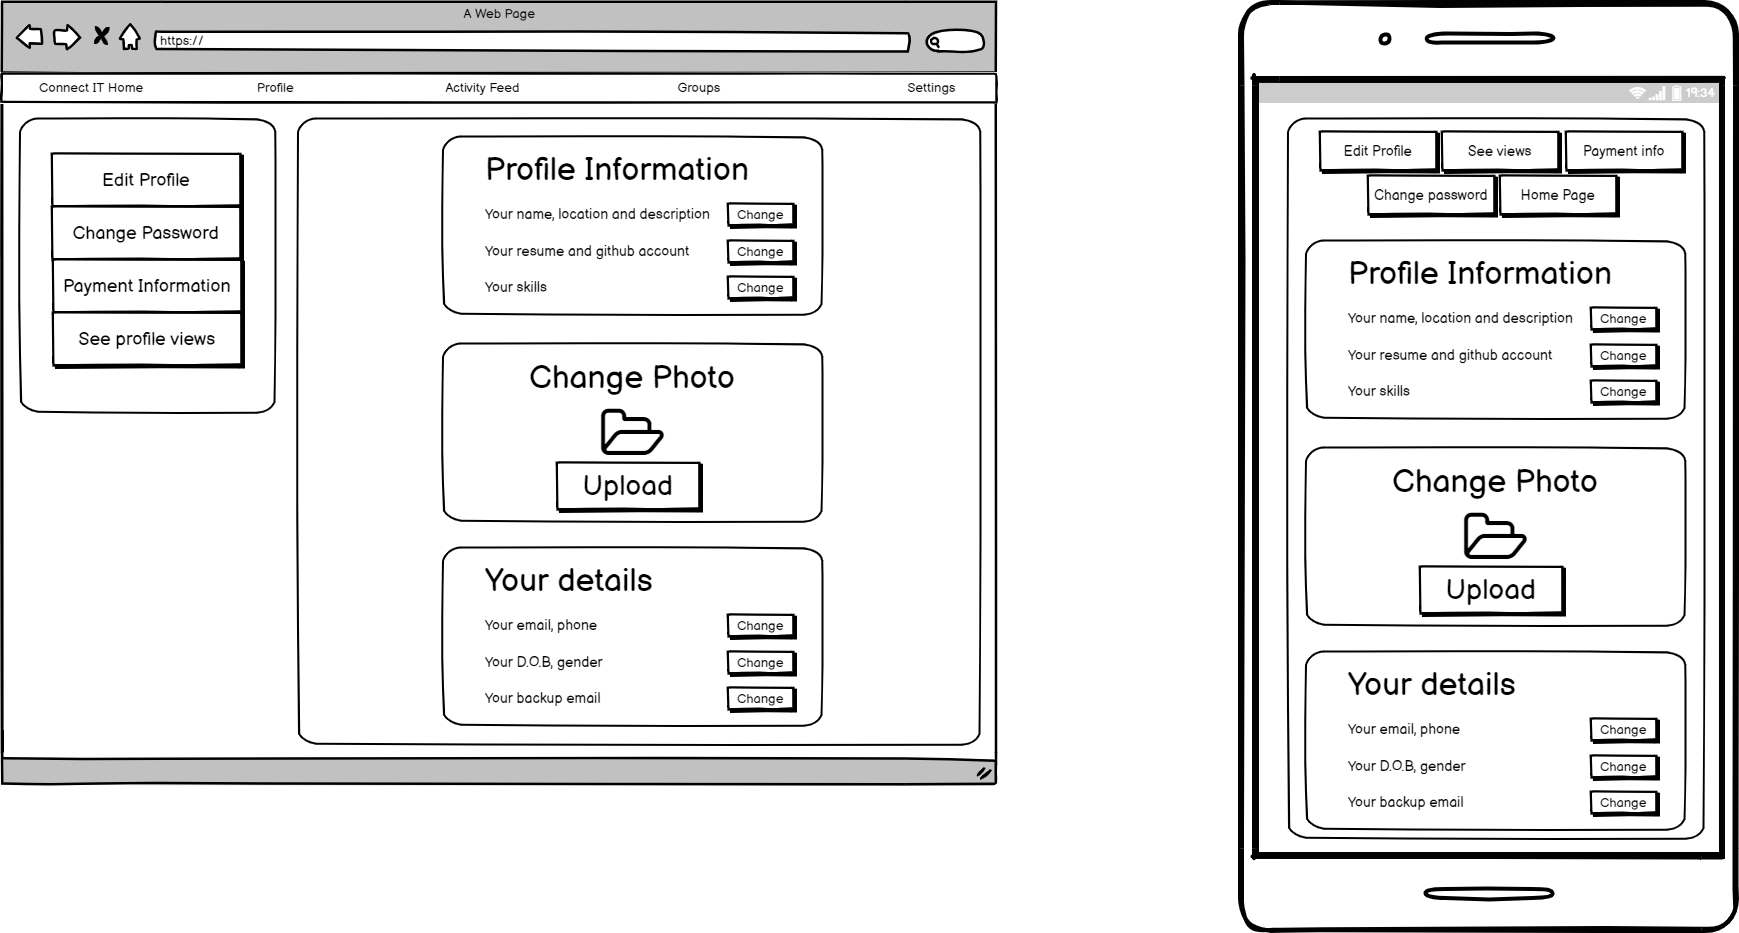 A Web Page
https://
Connect IT Home Profile Activity Feed Groups Settings
Edit Profile
Change Password
Payment Information
See profile views
Profile Information
Your name, location and description Change
Your resume and github account Change
Your skills Change
Change Photo
Upload
Your details
Your email, phone Change
Your D.O.B, gender Change
Your backup email Change
19:34
Edit Profile See views Payment info
Change password Home Page
Profile Information
Your name, location and description Change
Your resume and github account Change
Your skills Change
Change Photo
Upload
Your details
Your email, phone Change
Your D.O.B, gender Change
Your backup email Change